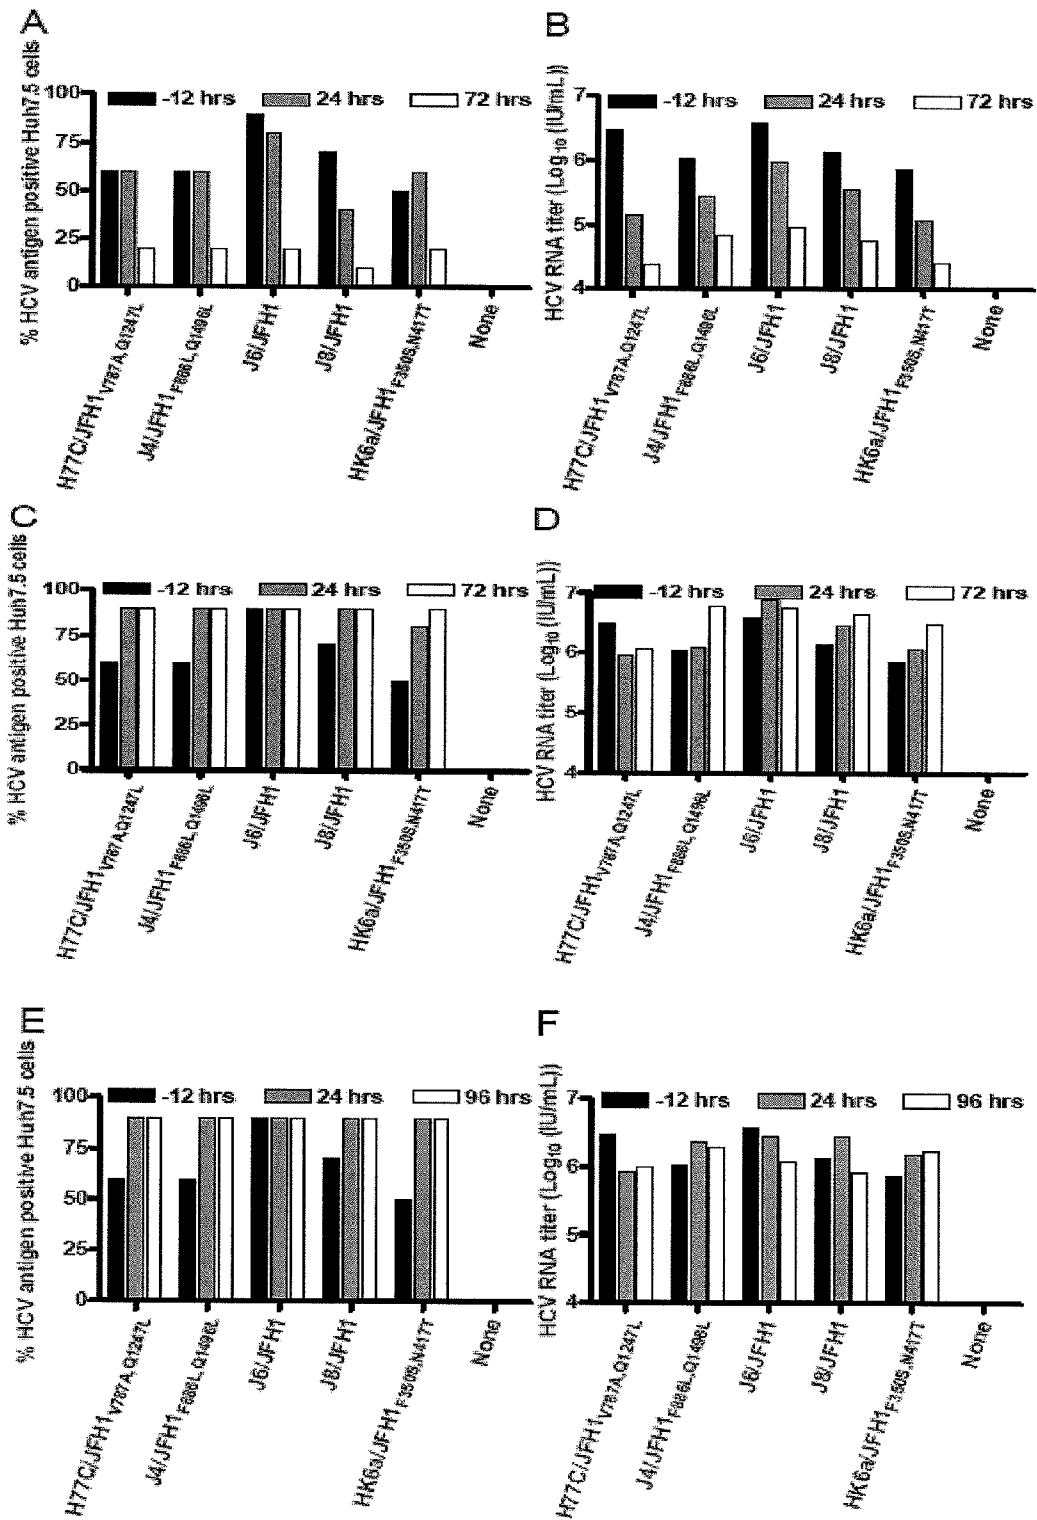 A
% HCV antigen positive Huh7.5 cells
100
75
50
25
0
-12 hrs 24 hrs 72 hrs
H77C/JFH1V787A,Q1247L
J4/JFH1F886L,Q1496L
J6/JFH1
J8/JFH1
HK6a/JFH1F350S,N417T
None
B
HCV RNA titer (Log10 (IU/mL))
7
6
5
4
-12 hrs 24 hrs 72 hrs
H77C/JFH1V787A,Q1247L
J4/JFH1F886L,Q1496L
J6/JFH1
J8/JFH1
HK6a/JFH1F350S,N417T
None
C
% HCV antigen positive Huh7.5 cells
100
75
50
25
0
-12 hrs 24 hrs 72 hrs
H77C/JFH1V787A,Q1247L
J4/JFH1F886L,Q1496L
J6/JFH1
J8/JFH1
HK6a/JFH1F350S,N417T
None
D
HCV RNA titer (Log10 (IU/mL))
7
6
5
4
-12 hrs 24 hrs 72 hrs
H77C/JFH1V787A,Q1247L
J4/JFH1F886L,Q1496L
J6/JFH1
J8/JFH1
HK6a/JFH1F350S,N417T
None
E
% HCV antigen positive Huh7.5 cells
100
75
50
25
0
-12 hrs 24 hrs 96 hrs
H77C/JFH1V787A,Q1247L
J4/JFH1F886L,Q1496L
J6/JFH1
J8/JFH1
HK6a/JFH1F350S,N417T
None
F
HCV RNA titer (Log10 (IU/mL))
7
6
5
4
-12 hrs 24 hrs 96 hrs
H77C/JFH1V787A,Q1247L
J4/JFH1F886L,Q1496L
J6/JFH1
J8/JFH1
HK6a/JFH1F350S,N417T
None